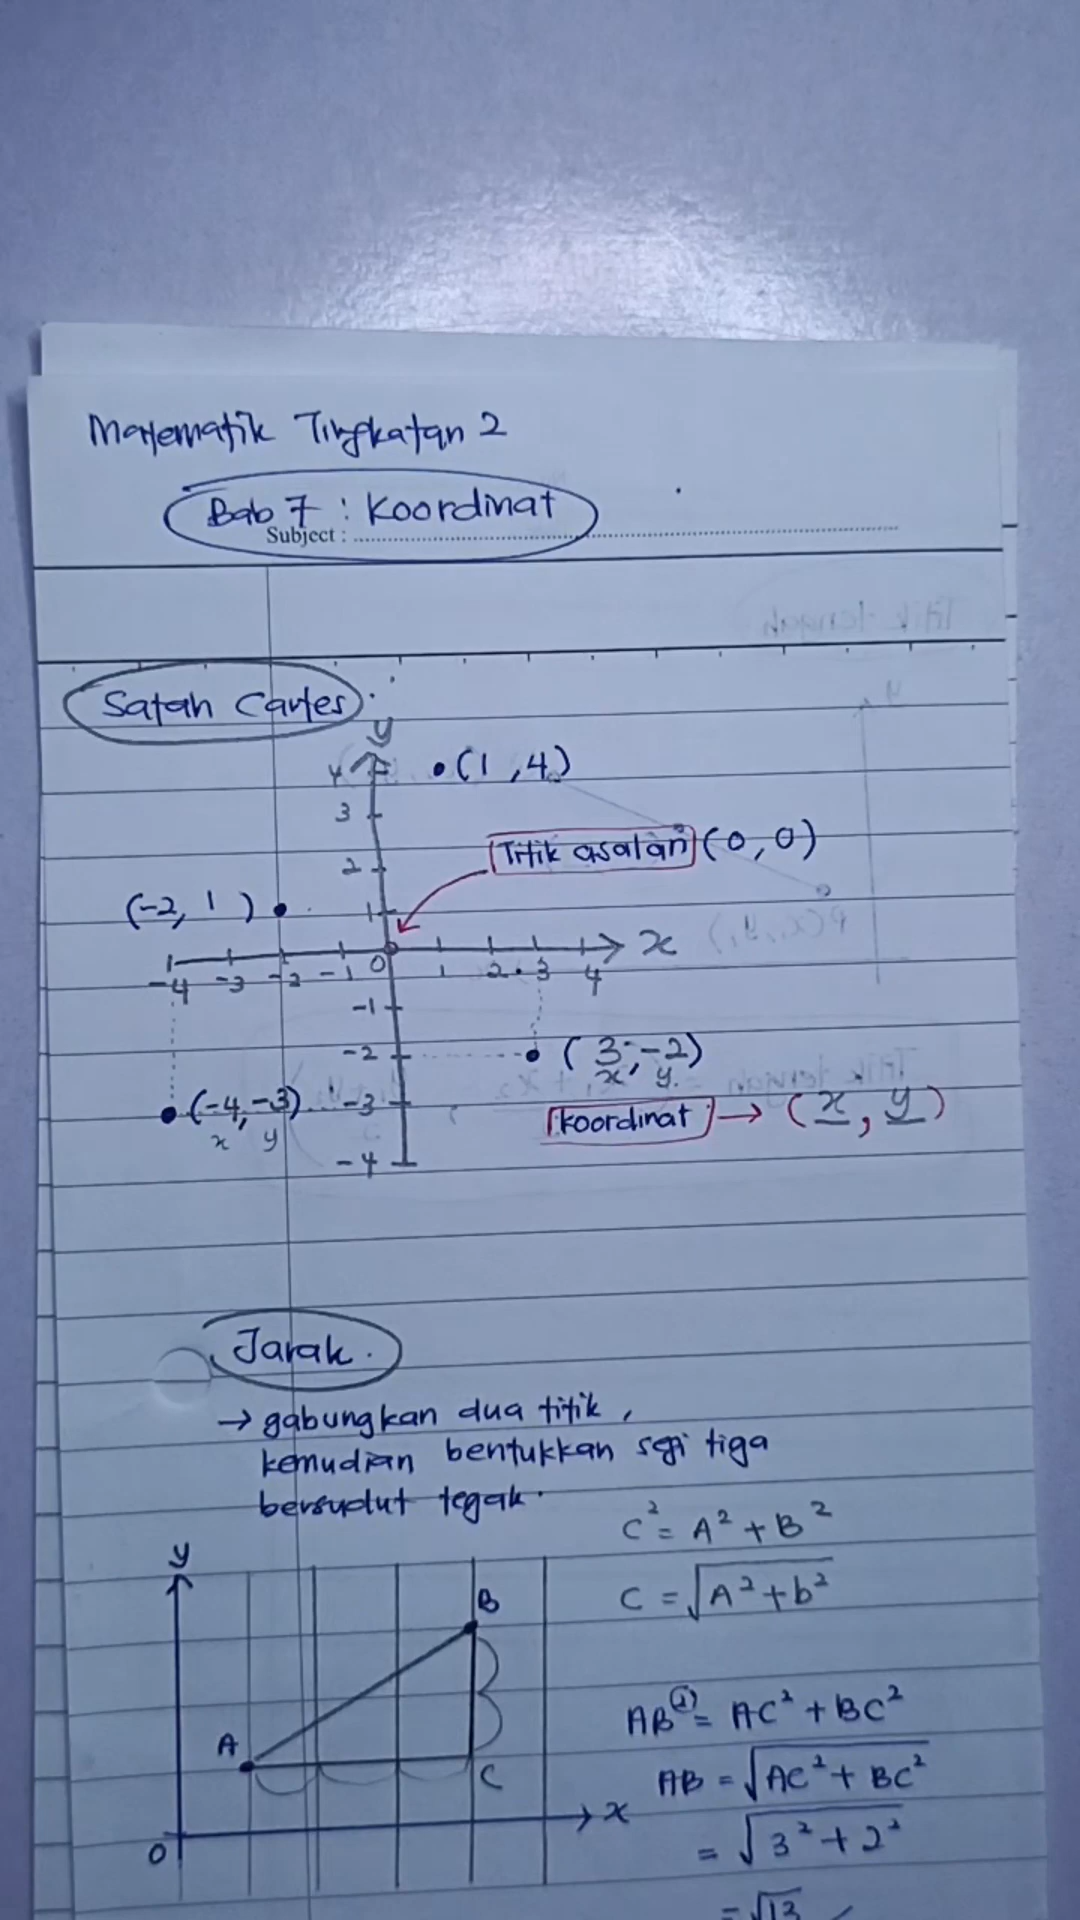 Matematik Tingkatan 2
Bab 7 : Koordinat
Subject :
Satah Cartes.
y
4
(1, 4)
3
Titik asalan (0, 0)
2
(-2, 1)
1
x
-4 -3 -2 -1 0 1 2 3 4
-1
-2
(3, -2)
x y.
(-4, -3)
-3
x y
koordinat → (x, y)
-4
Jarak.
→ gabungkan dua titik,
kemudian bentukkan segi tiga
bersudut tegak.
C² = A² + B²
C = √A² + b²
y
B
A
C
x
0
AB² = AC² + BC²
AB = √AC² + BC²
= √3² + 2²
= √13